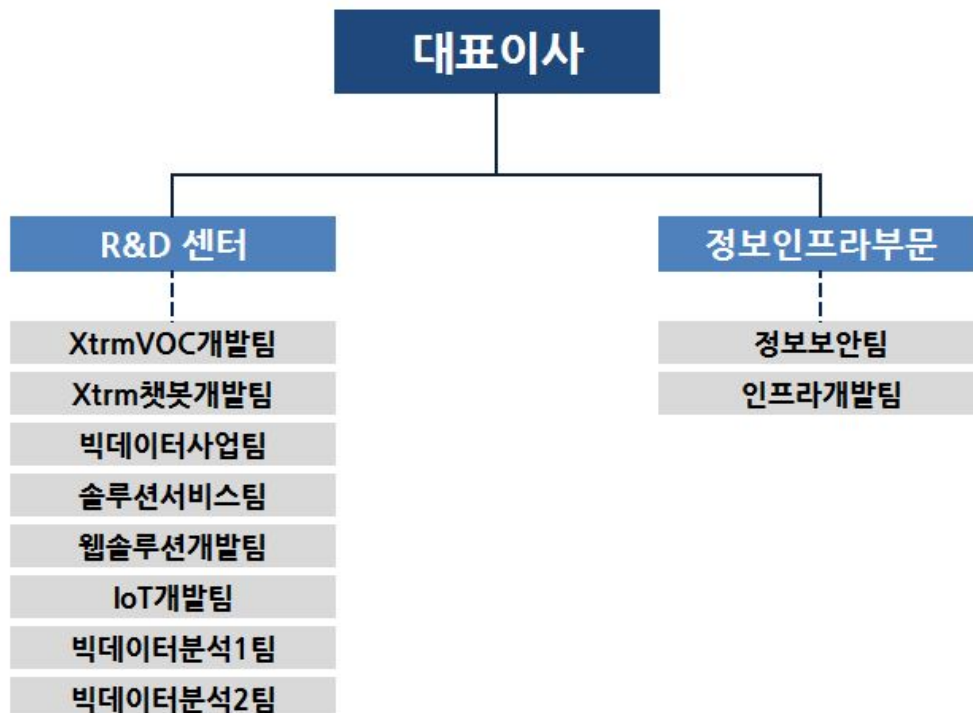 대표이사
R&D 센터
정보인프라부문
XtrmVOC개발팀
Xtrm챗봇개발팀
빅데이터사업팀
솔루션서비스팀
웹솔루션개발팀
IoT개발팀
빅데이터분석1팀
빅데이터분석2팀
정보보안팀
인프라개발팀